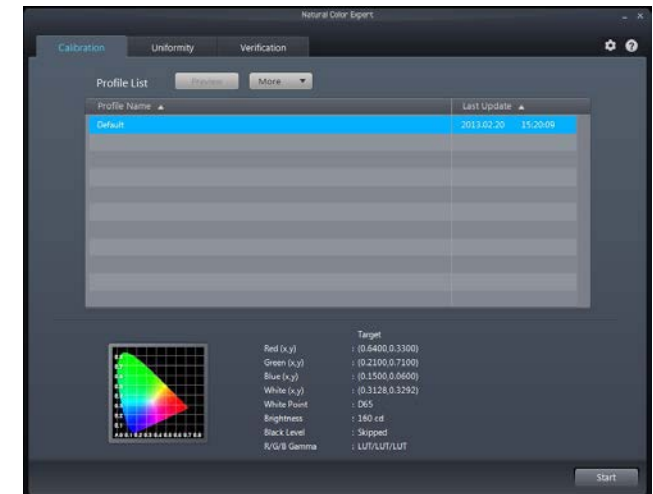 Natural Color Expert
Calibration Uniformity Verification
Profile List Preview More
Profile Name Last Update
Default 2013.02.20 15:20:09
Target
Red (x,y) : (0.6400,0.3300)
Green (x,y) : (0.2100,0.7100)
Blue (x,y) : (0.1500,0.0600)
White (x,y) : (0.3128,0.3292)
White Point : D65
Brightness : 160 cd
Black Level : Skipped
R/G/B Gamma : LUT/LUT/LUT
Start